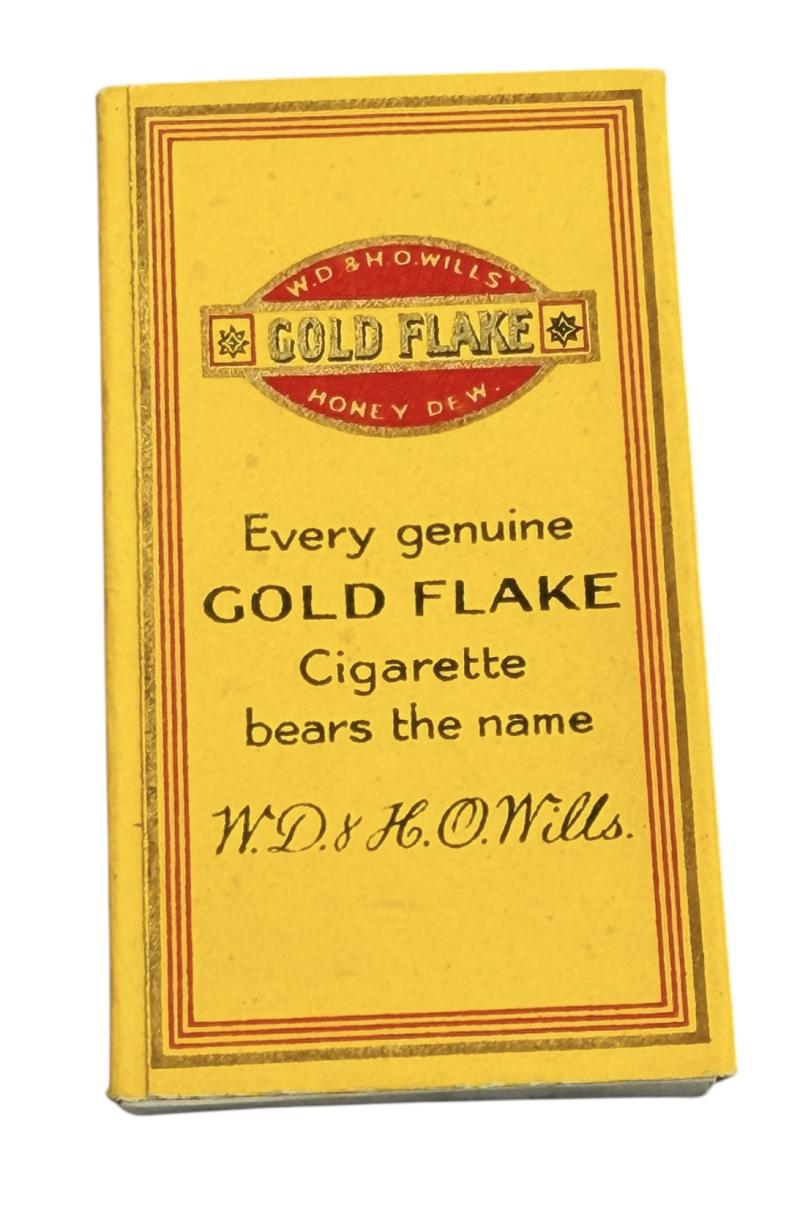 W.D & H.O.WILLS'
GOLD FLAKE
HONEY DEW.
Every genuine
GOLD FLAKE
Cigarette
bears the name
W.D. & H.O.Wills.